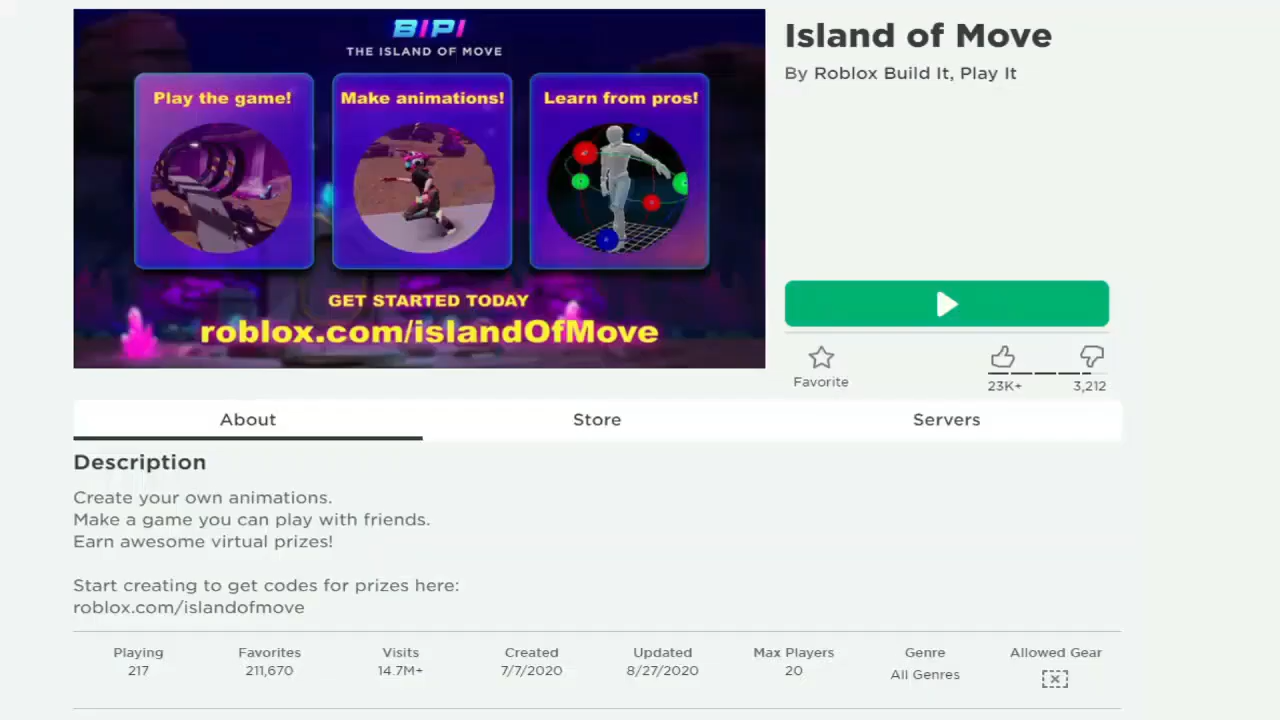 BIPI
THE ISLAND OF MOVE
Play the game!
Make animations!
Learn from pros!
GET STARTED TODAY
roblox.com/islandOfMove
Island of Move
By Roblox Build It, Play It
Favorite
23K+
3,212
About
Store
Servers
Description
Create your own animations.
Make a game you can play with friends.
Earn awesome virtual prizes!
Start creating to get codes for prizes here:
roblox.com/islandofmove
Playing
217
Favorites
211,670
Visits
14.7M+
Created
7/7/2020
Updated
8/27/2020
Max Players
20
Genre
All Genres
Allowed Gear